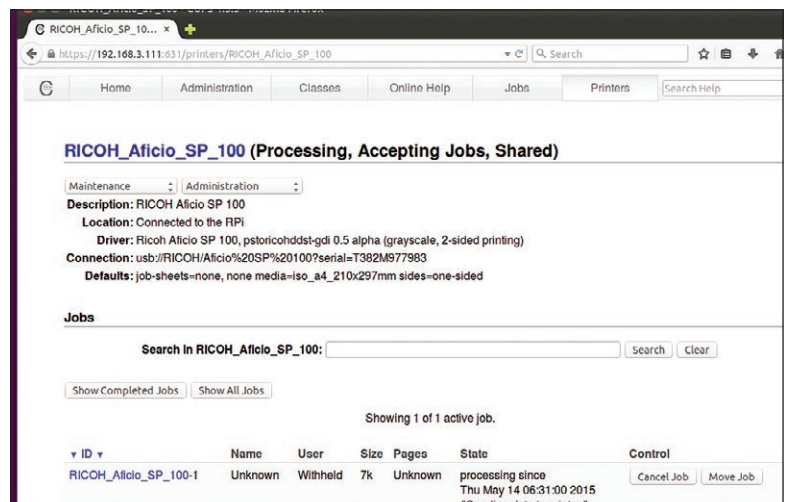 RICOH_Aficio_SP_10... ×
https://192.168.3.111:631/printers/RICOH_Aficio_SP_100
Search
Home Administration Classes Online Help Jobs Printers Search Help
RICOH_Aficio_SP_100 (Processing, Accepting Jobs, Shared)
Maintenance Administration
Description: RICOH Aficio SP 100
Location: Connected to the RPi
Driver: Ricoh Aficio SP 100, pstoricohddst-gdi 0.5 alpha (grayscale, 2-sided printing)
Connection: usb://RICOH/Aficio%20SP%20100?serial=T382M977983
Defaults: job-sheets=none, none media=iso_a4_210x297mm sides=one-sided
Jobs
Search in RICOH_Aficio_SP_100: Search Clear
Show Completed Jobs Show All Jobs
Showing 1 of 1 active job.
▼ ID ▼ Name User Size Pages State Control
RICOH_Aficio_SP_100-1 Unknown Withheld 7k Unknown processing since Cancel Job Move Job
Thu May 14 06:31:00 2015